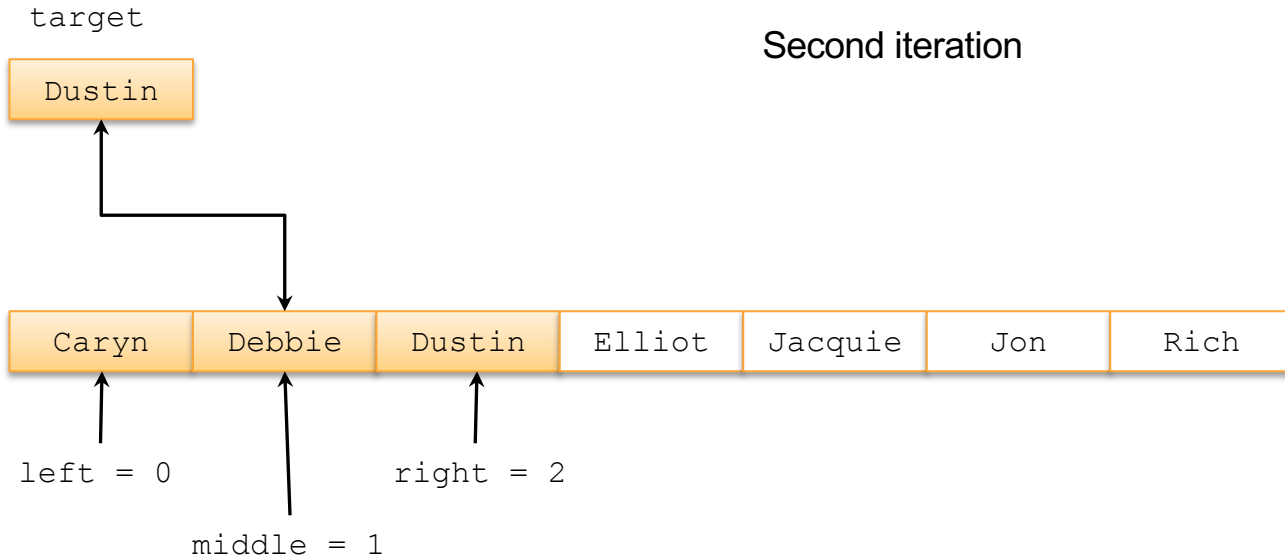 target
Second iteration
Dustin
Caryn Debbie Dustin Elliot Jacquie Jon Rich
left = 0 right = 2
middle = 1